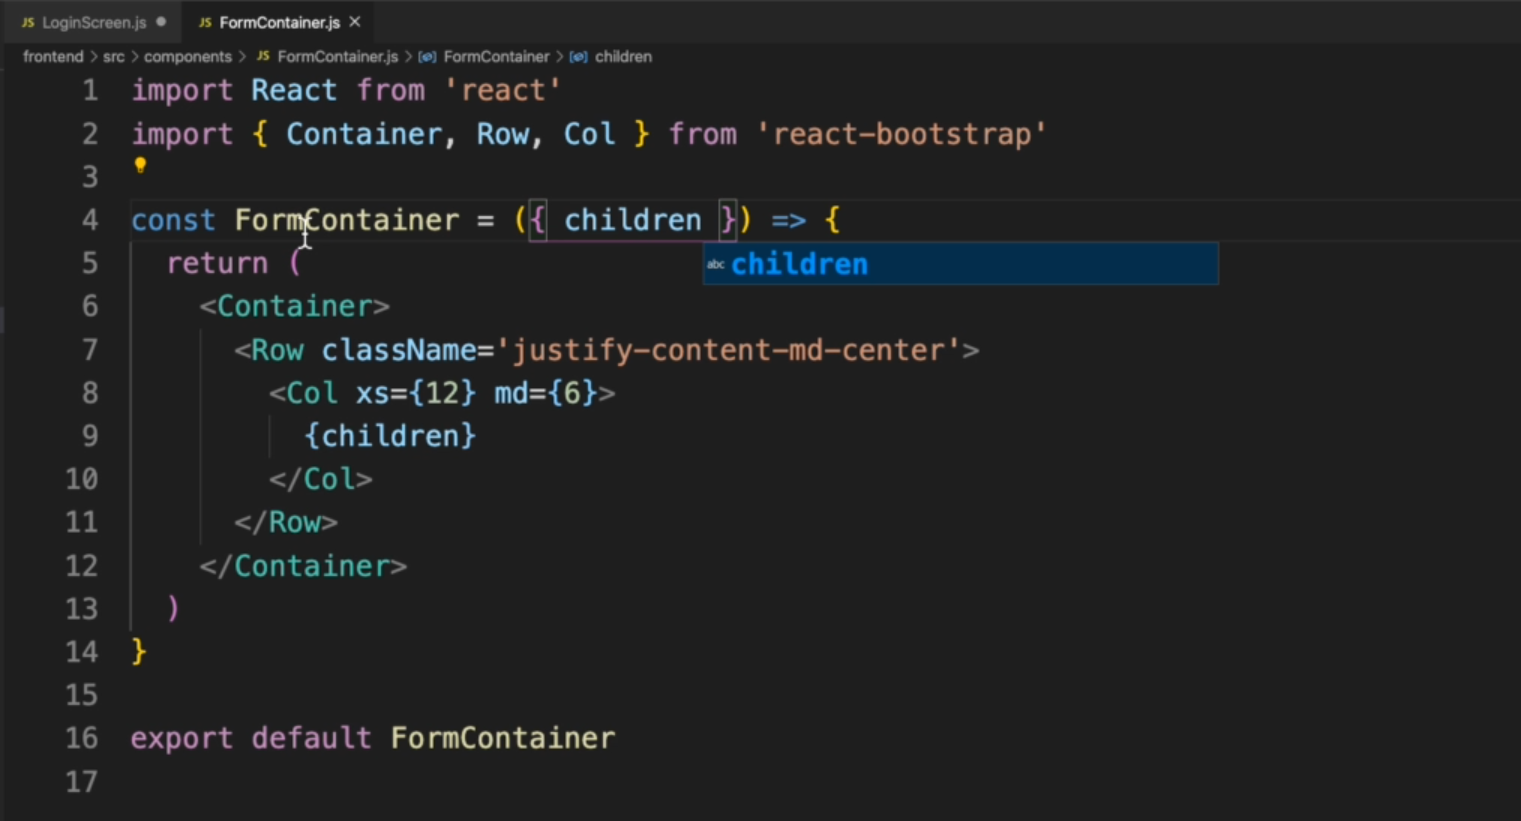 JS LoginScreen.js ● JS FormContainer.js ×
frontend > src > components > JS FormContainer.js > FormContainer > children
1 import React from 'react'
2 import { Container, Row, Col } from 'react-bootstrap'
3
4 const FormContainer = ({ children }) => {
5 return (
abc children
6 <Container>
7 <Row className='justify-content-md-center'>
8 <Col xs={12} md={6}>
9 {children}
10 </Col>
11 </Row>
12 </Container>
13 )
14 }
15
16 export default FormContainer
17